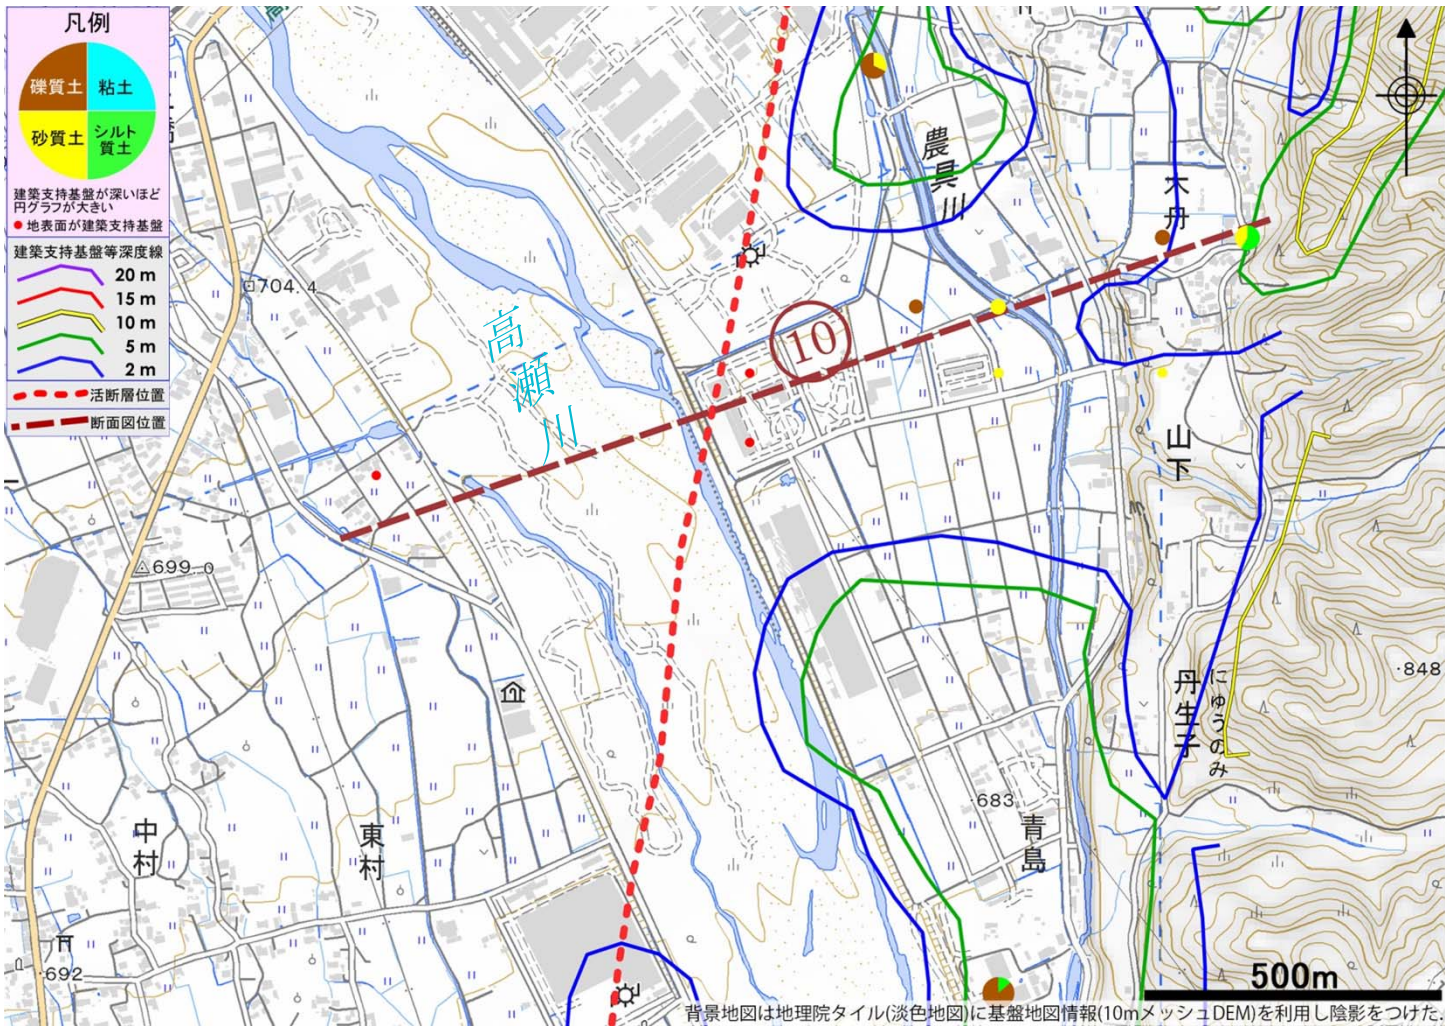 凡例
礫質土
粘土
砂質土
シルト
質土
建築支持基盤が深いほど
円グラフが大きい
地表面が建築支持基盤
建築支持基盤等深度線
20 m
15 m
10 m
5 m
2 m
活断層位置
断面図位置
704.4
高瀬川
10
農具川
木舟
山下
699.0
848
丹生子
にゅうのみ
683
青島
中村
東村
692
500m
背景地図は地理院タイル(淡色地図)に基盤地図情報(10mメッシュDEM)を利用し陰影をつけた.